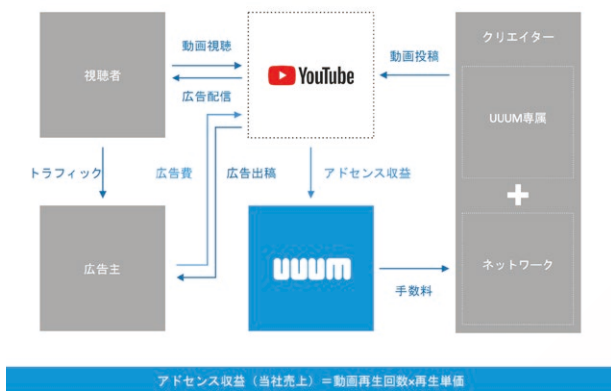 クリエイター
動画視聴
動画投稿
視聴者
YouTube
広告配信
UUUM専属
トラフィック
広告費
広告出稿
アドセンス収益
広告主
UUUM
ネットワーク
手数料
アドセンス収益（当社売上）＝動画再生回数×再生単価